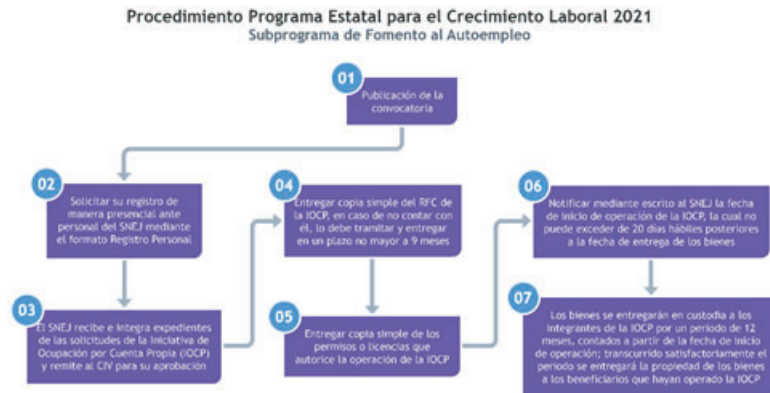 Procedimiento Programa Estatal para el Crecimiento Laboral 2021
Subprograma de Fomento al Autoempleo
01
Publicación de la
convocatoria
02
Solicitar su registro de
manera presencial ante
personal del SNEJ mediante
el formato Registro Personal
03
El SNEJ recibe e integra expedientes
de las solicitudes de la Iniciativa de
Ocupación por Cuenta Propia (IOCP)
y remite al CIV para su aprobación
04
Entregar copia simple del RFC de
la IOCP, en caso de no contar con
él, lo debe tramitar y entregar
en un plazo no mayor a 9 meses
05
Entregar copia simple de los
permisos o licencias que
autorice la operación de la IOCP
06
Notificar mediante escrito al SNEJ la fecha
de inicio de operación de la IOCP, la cual no
puede exceder de 20 días hábiles posteriores
a la fecha de entrega de los bienes
07
Los bienes se entregarán en custodia a los
integrantes de la IOCP por un periodo de 12
meses, contados a partir de la fecha de inicio
de operación; transcurrido satisfactoriamente el
periodo se entregará la propiedad de los bienes
a los beneficiarios que hayan operado la IOCP